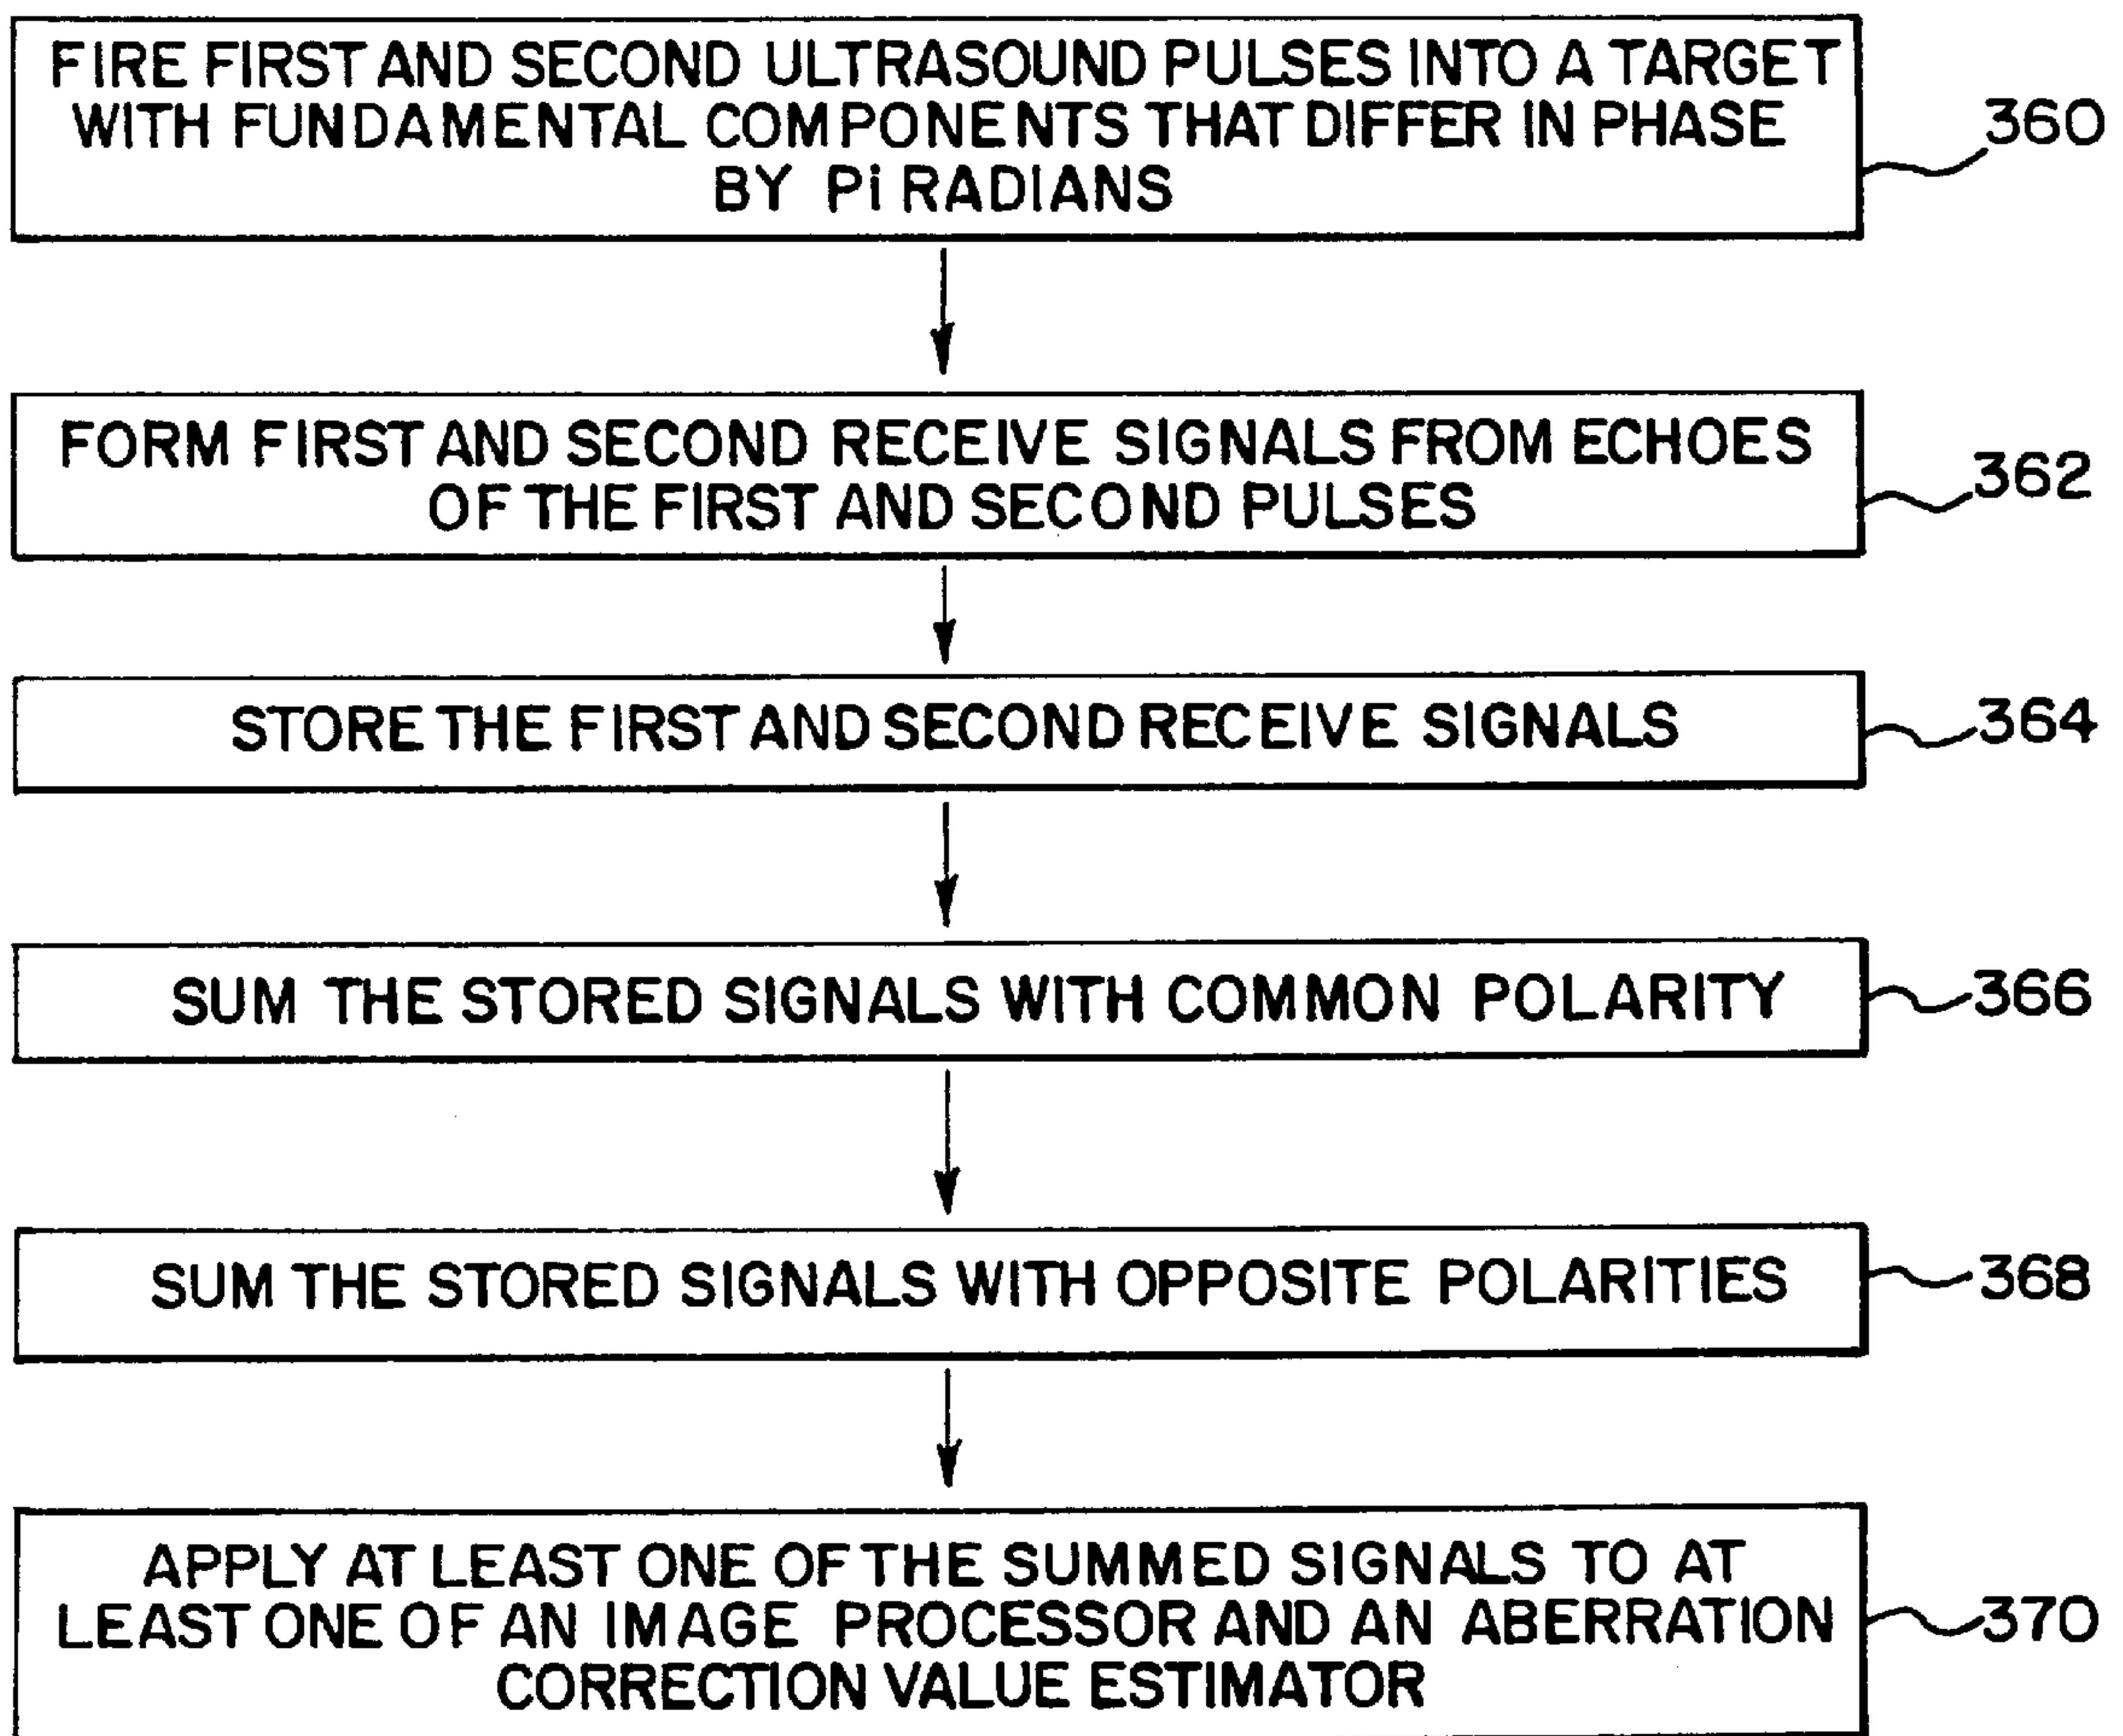 FIRE FIRST AND SECOND ULTRASOUND PULSES INTO A TARGET
WITH FUNDAMENTAL COMPONENTS THAT DIFFER IN PHASE
BY Pi RADIANS
360
FORM FIRST AND SECOND RECEIVE SIGNALS FROM ECHOES
OF THE FIRST AND SECOND PULSES
362
STORE THE FIRST AND SECOND RECEIVE SIGNALS
364
SUM THE STORED SIGNALS WITH COMMON POLARITY
366
SUM THE STORED SIGNALS WITH OPPOSITE POLARITIES
368
APPLY AT LEAST ONE OF THE SUMMED SIGNALS TO AT
LEAST ONE OF AN IMAGE PROCESSOR AND AN ABERRATION
CORRECTION VALUE ESTIMATOR
370